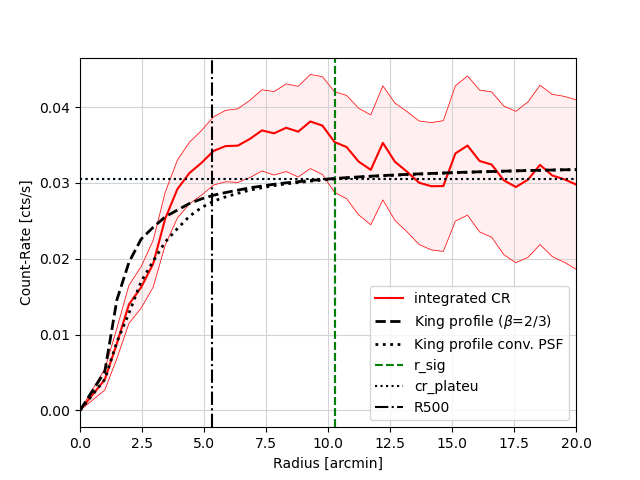 0.04
0.03
0.02
0.01
0.00
Count-Rate [cts/s]
integrated CR
King profile (β=2/3)
King profile conv. PSF
r_sig
cr_plateu
R500
0.0 2.5 5.0 7.5 10.0 12.5 15.0 17.5 20.0
Radius [arcmin]